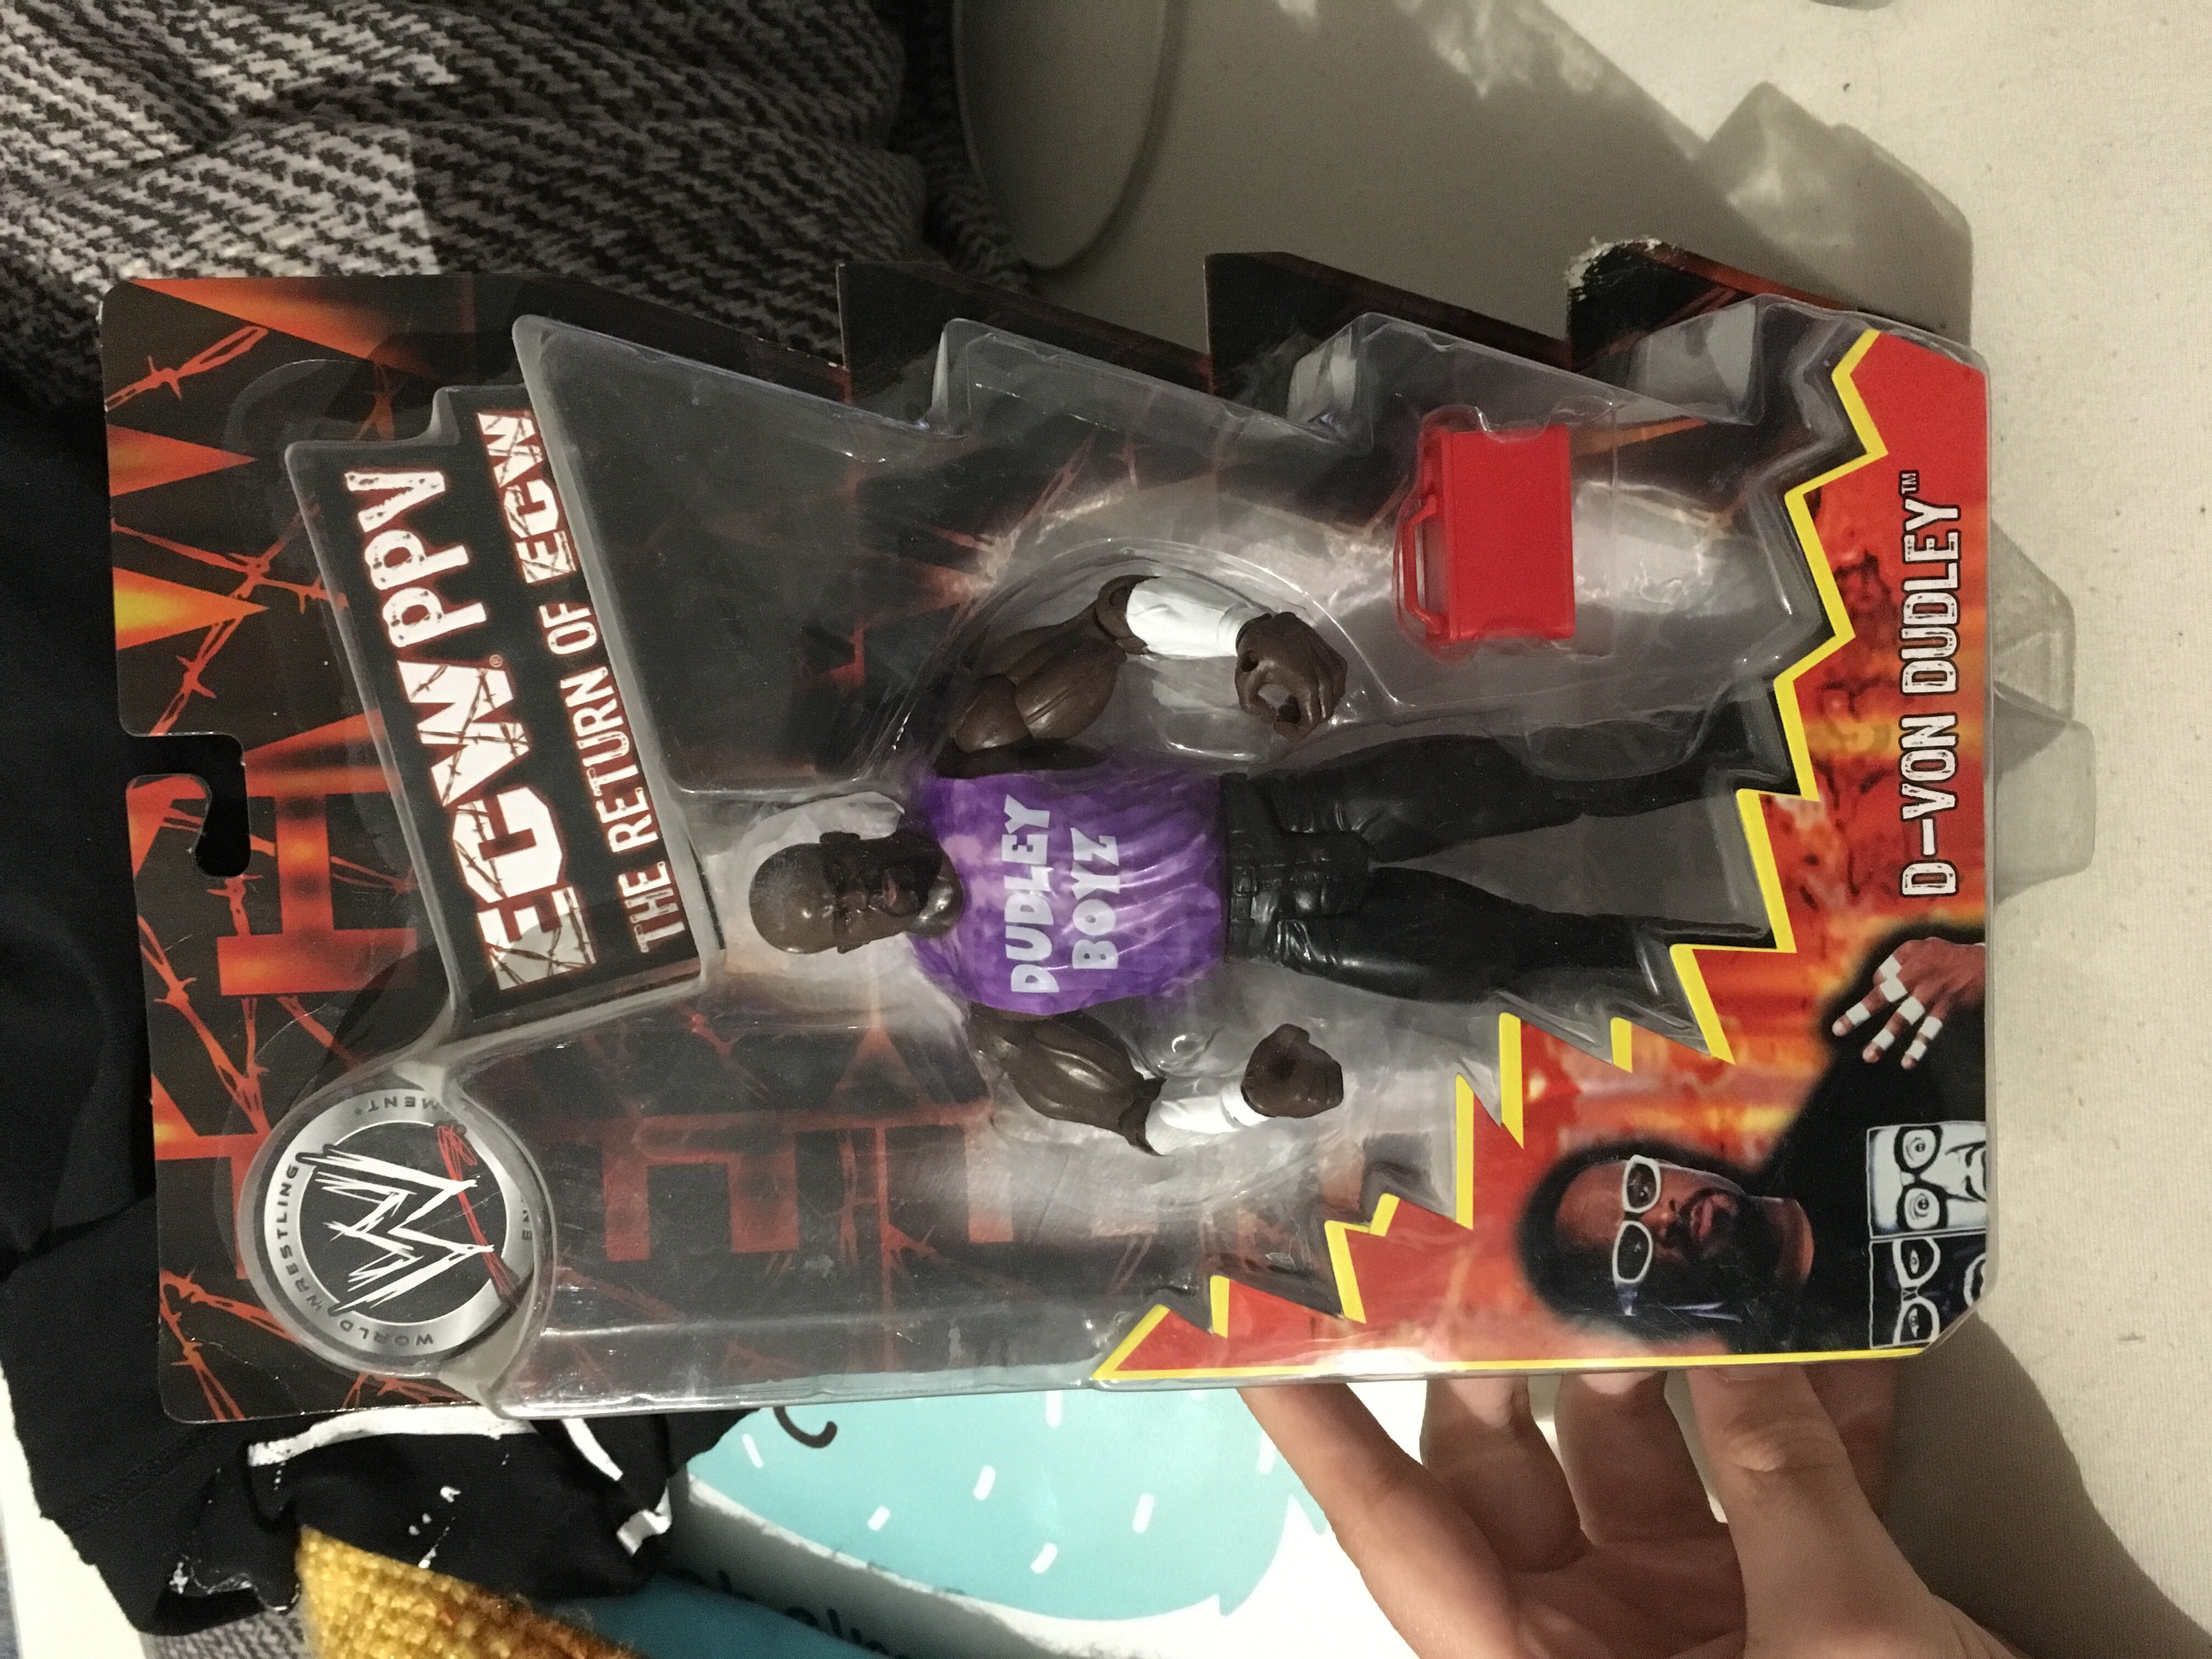 ECW PPV
THE RETURN OF ECW
WORLD WRESTLING
W
DUDLEY
BOYZ
D-VON DUDLEY™